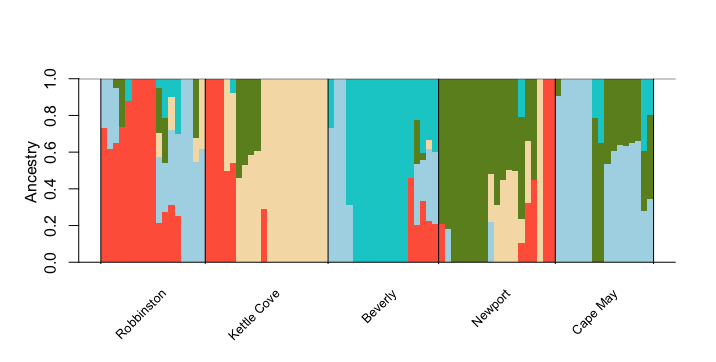 Ancestry
1.0
0.8
0.6
0.4
0.2
0.0
Robbinston
Kettle Cove
Beverly
Newport
Cape May